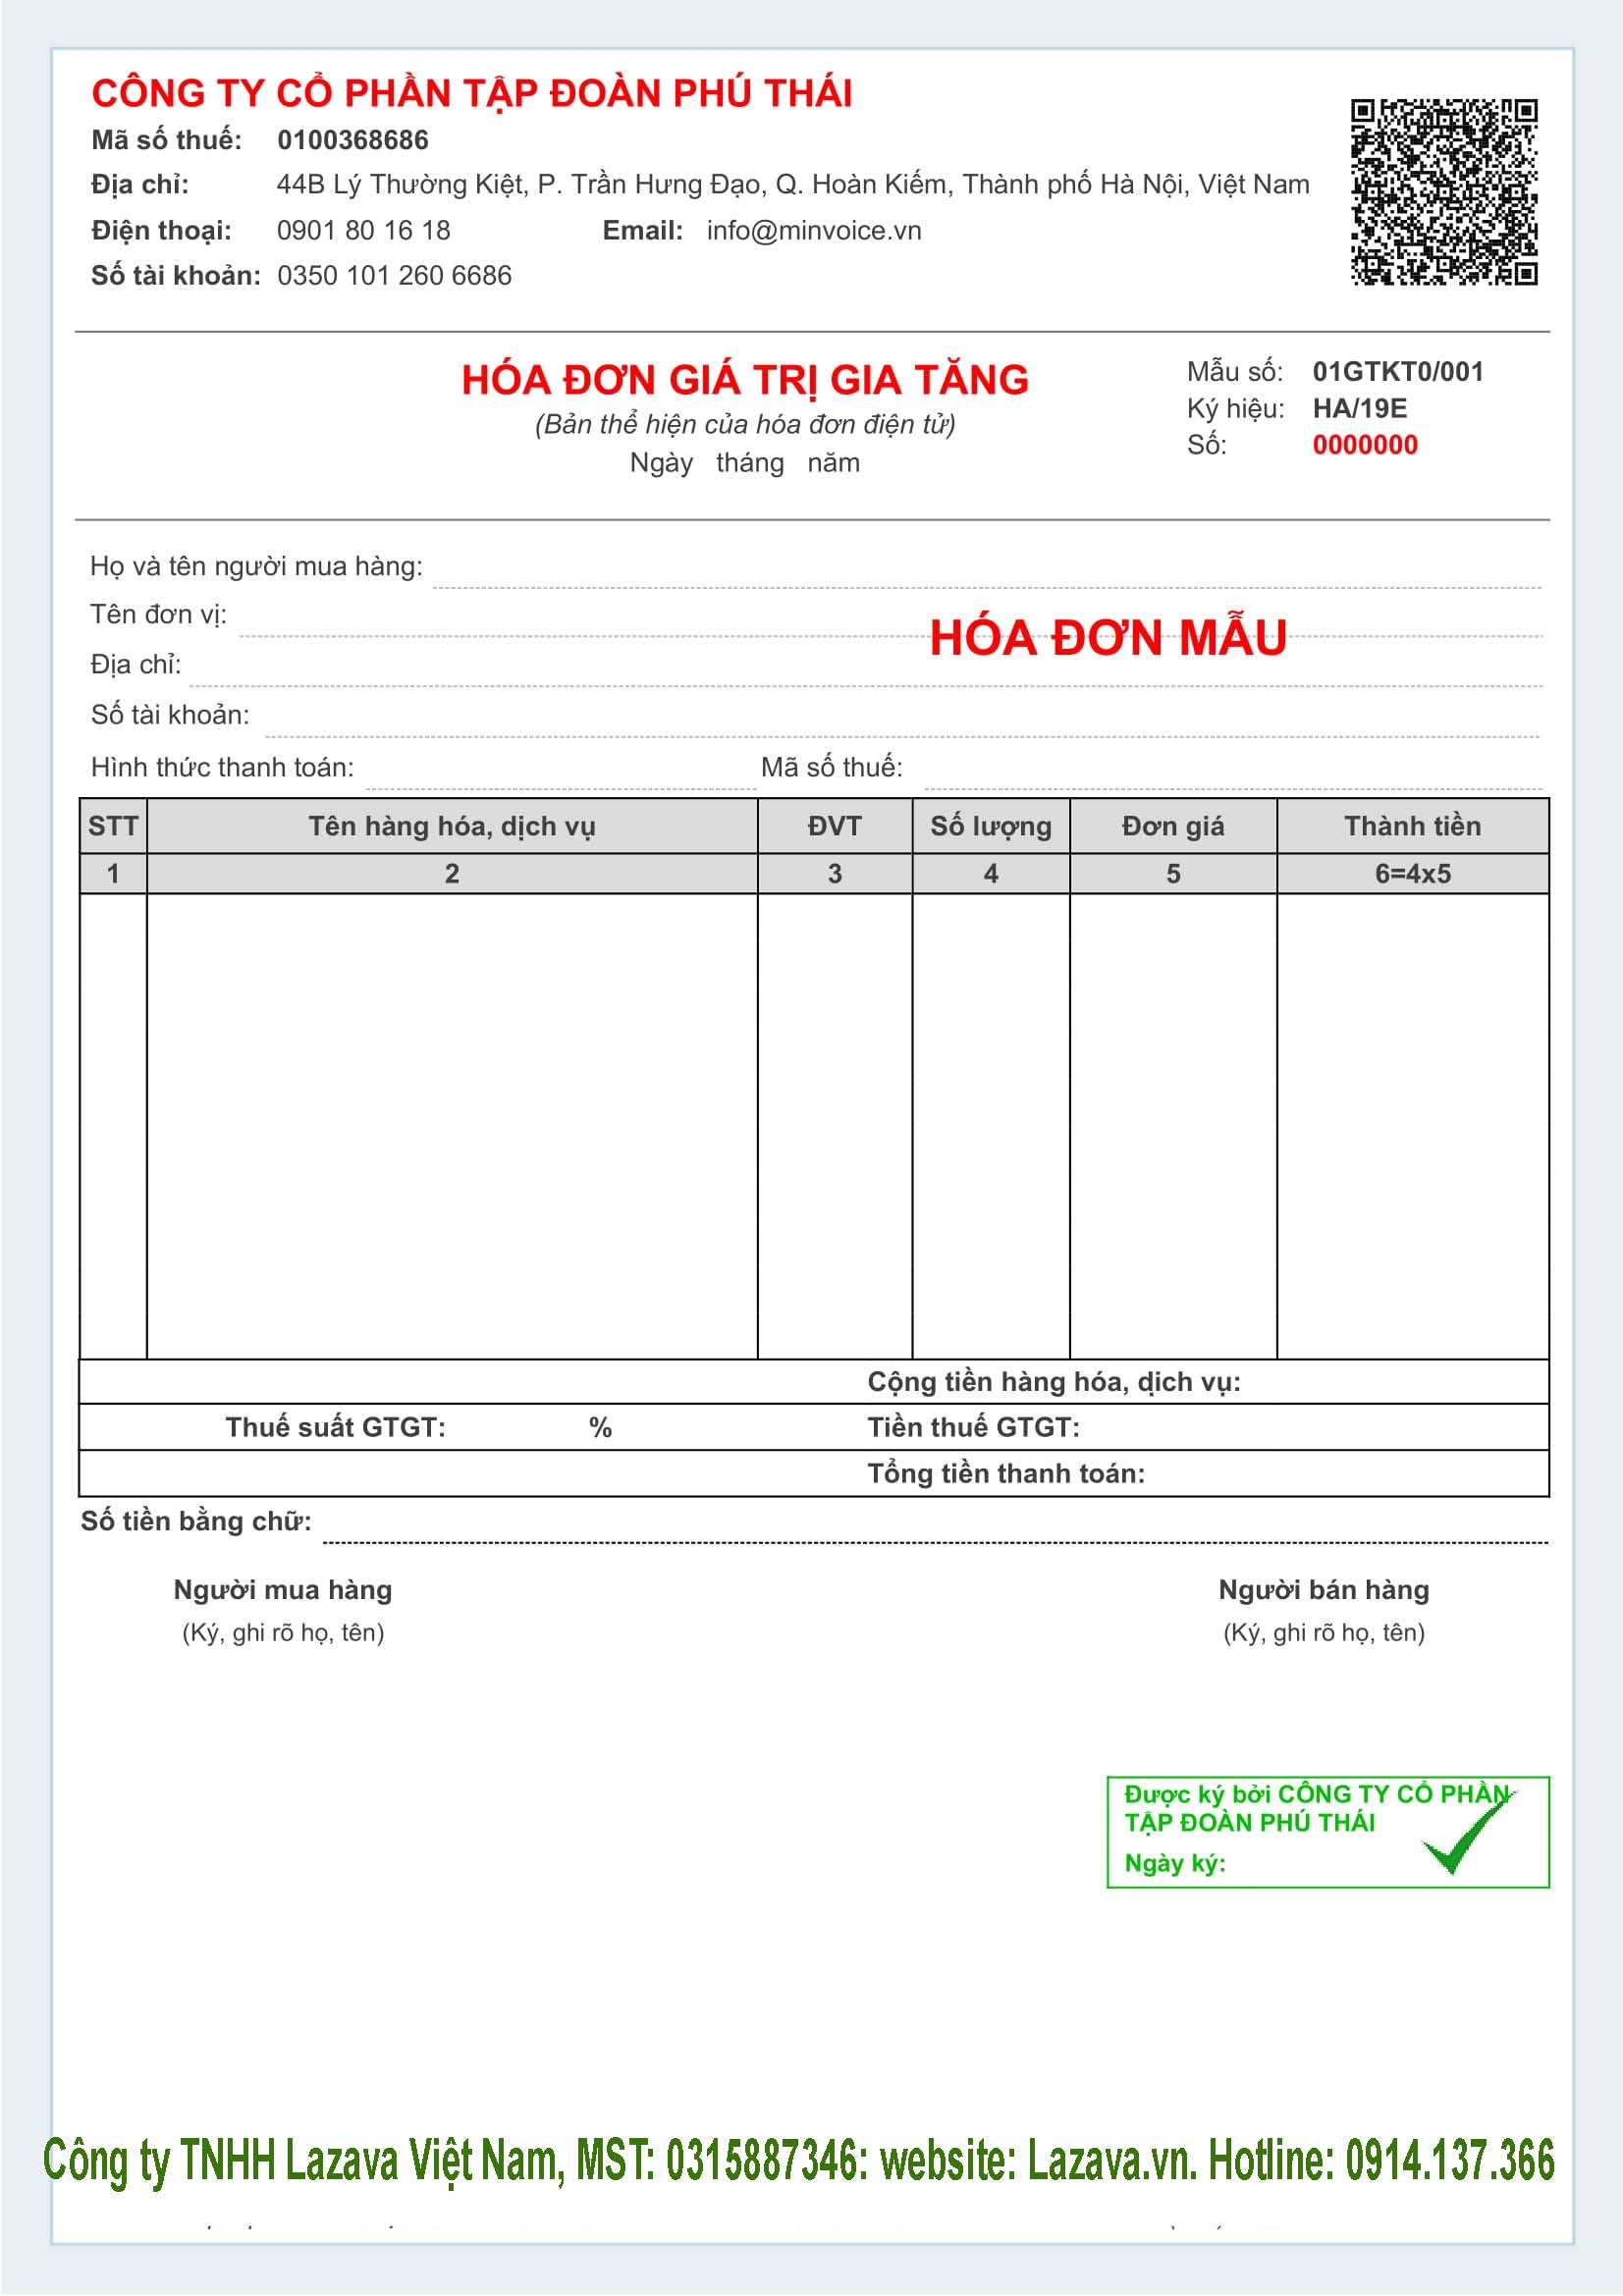 CÔNG TY CỔ PHẦN TẬP ĐOÀN PHÚ THÁI
Mã số thuế: 0100368686
Địa chỉ: 44B Lý Thường Kiệt, P. Trần Hưng Đạo, Q. Hoàn Kiếm, Thành phố Hà Nội, Việt Nam
Điện thoại: 0901 80 16 18 Email: info@minvoice.vn
Số tài khoản: 0350 101 260 6686
HÓA ĐƠN GIÁ TRỊ GIA TĂNG
(Bản thể hiện của hóa đơn điện tử)
Ngày tháng năm
Mẫu số: 01GTKT0/001
Ký hiệu: HA/19E
Số: 0000000
Họ và tên người mua hàng:
Tên đơn vị:
HÓA ĐƠN MẪU
Địa chỉ:
Số tài khoản:
Hình thức thanh toán: Mã số thuế:
STT Tên hàng hóa, dịch vụ ĐVT Số lượng Đơn giá Thành tiền
1 2 3 4 5 6=4x5
Cộng tiền hàng hóa, dịch vụ:
Thuế suất GTGT: % Tiền thuế GTGT:
Tổng tiền thanh toán:
Số tiền bằng chữ:
Người mua hàng Người bán hàng
(Ký, ghi rõ họ, tên) (Ký, ghi rõ họ, tên)
Được ký bởi CÔNG TY CỔ PHẦN
TẬP ĐOÀN PHÚ THÁI
Ngày ký:
Công ty TNHH Lazava Việt Nam, MST: 0315887346: website: Lazava.vn. Hotline: 0914.137.366